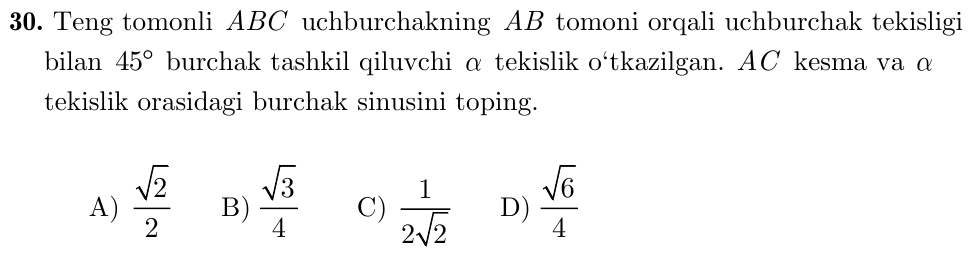 30. Teng tomonli ABC uchburchakning AB tomoni orqali uchburchak tekisligi
bilan 45° burchak tashkil qiluvchi α tekislik o‘tkazilgan. AC kesma va α
tekislik orasidagi burchak sinusini toping.
A) √2/2 B) √3/4 C) 1/2√2 D) √6/4